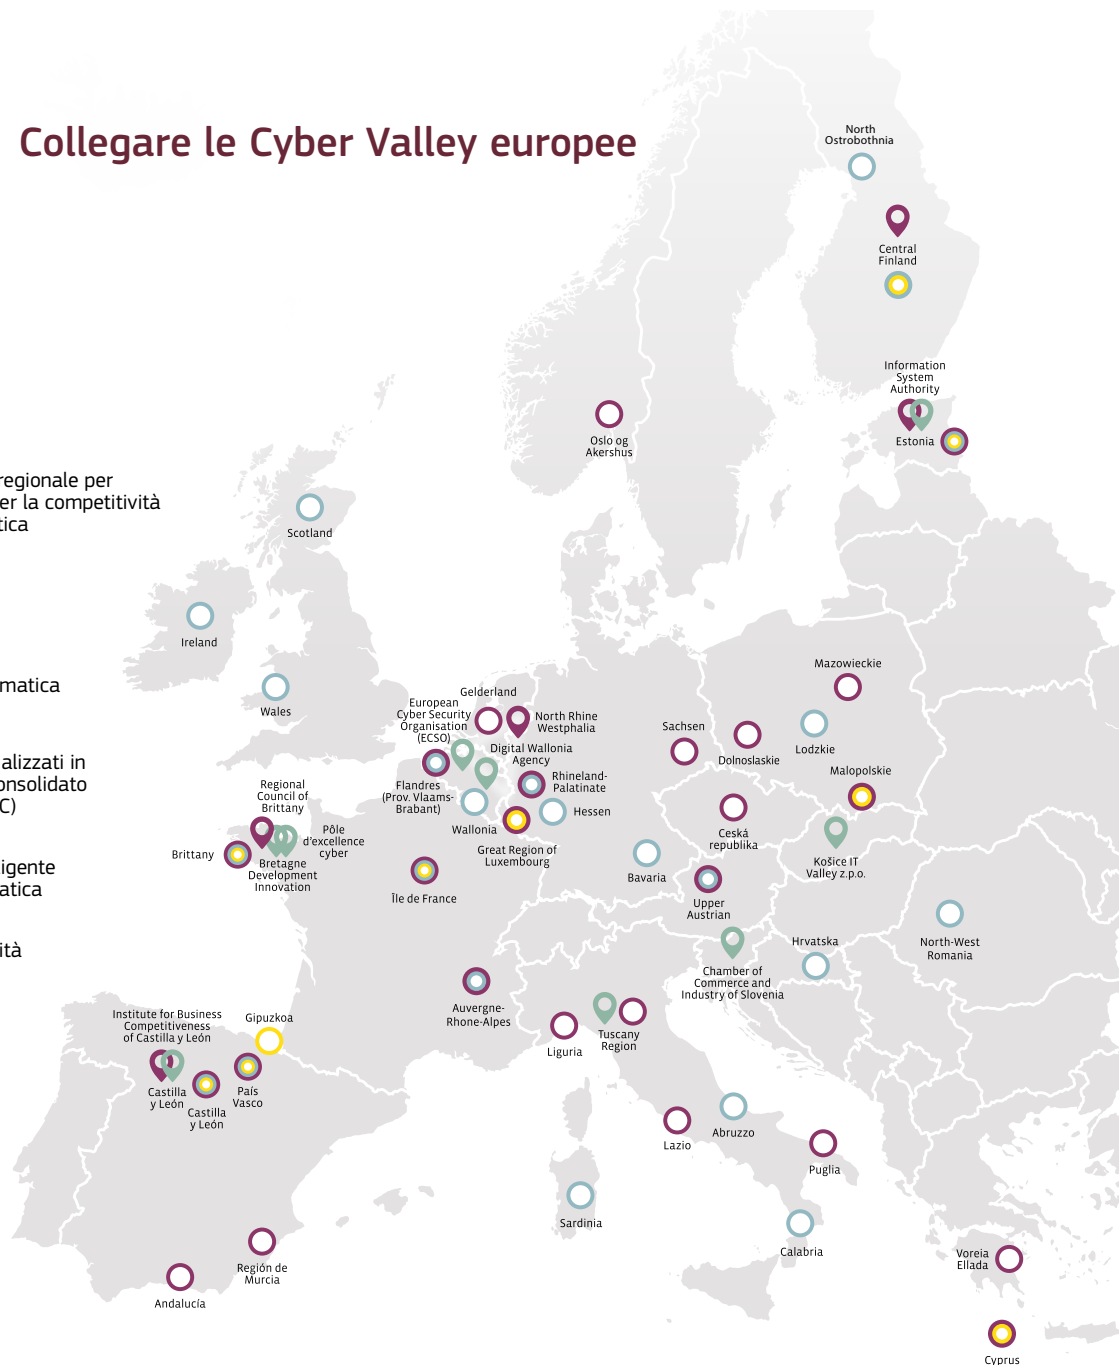 Collegare le Cyber Valley europee
North
Ostrobothnia
Central
Finland
Information
System
Authority
Estonia
Oslo og
Akershus
regionale per
er la competitività
tica
Scotland
Ireland
Wales
matica
alizzati in
onsolidato
C)
igente
atica
ità
Mazowieckie
Lodzkie
Sachsen
Dolnoslaskie
Malopolskie
Gelderland
European
Cyber Security
Organisation
(ECSO)
North Rhine
Westphalia
Digital Wallonia
Agency
Flandres
(Prov. Vlaams-
Brabant)
Rhineland-
Palatinate
Wallonia
Hessen
Great Region of
Luxembourg
Regional
Council of
Brittany
Pôle
d'excellence
cyber
Brittany
Bretagne
Development
Innovation
Île de France
Ceská
republika
Košice IT
Valley z.p.o.
Bavaria
Upper
Austrian
Hrvatska
North-West
Romania
Chamber of
Commerce and
Industry of Slovenia
Auvergne-
Rhone-Alpes
Tuscany
Region
Liguria
Institute for Business
Competitiveness
of Castilla y León
Gipuzkoa
Castilla
y León
Castilla
y León
País
Vasco
Lazio
Abruzzo
Puglia
Sardinia
Calabria
Región de
Murcia
Andalucía
Voreia
Ellada
Cyprus